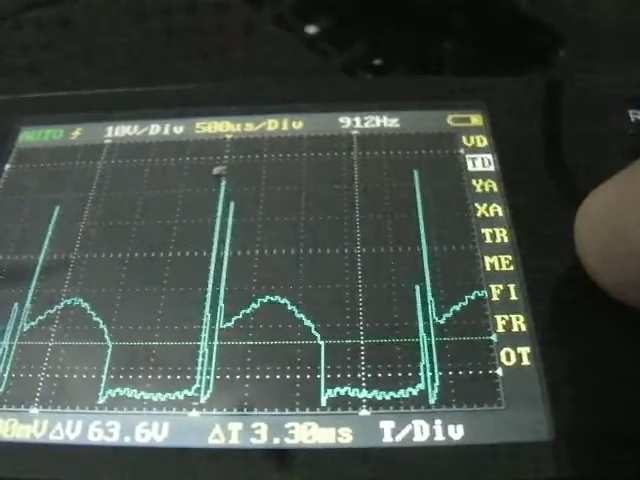 AUTO 10V/Div 500us/Div 912Hz
VD
TD
YA
XA
TR
ME
FI
FR
OT
ΔV 63.6V ΔT 3.30ms T/Div
R